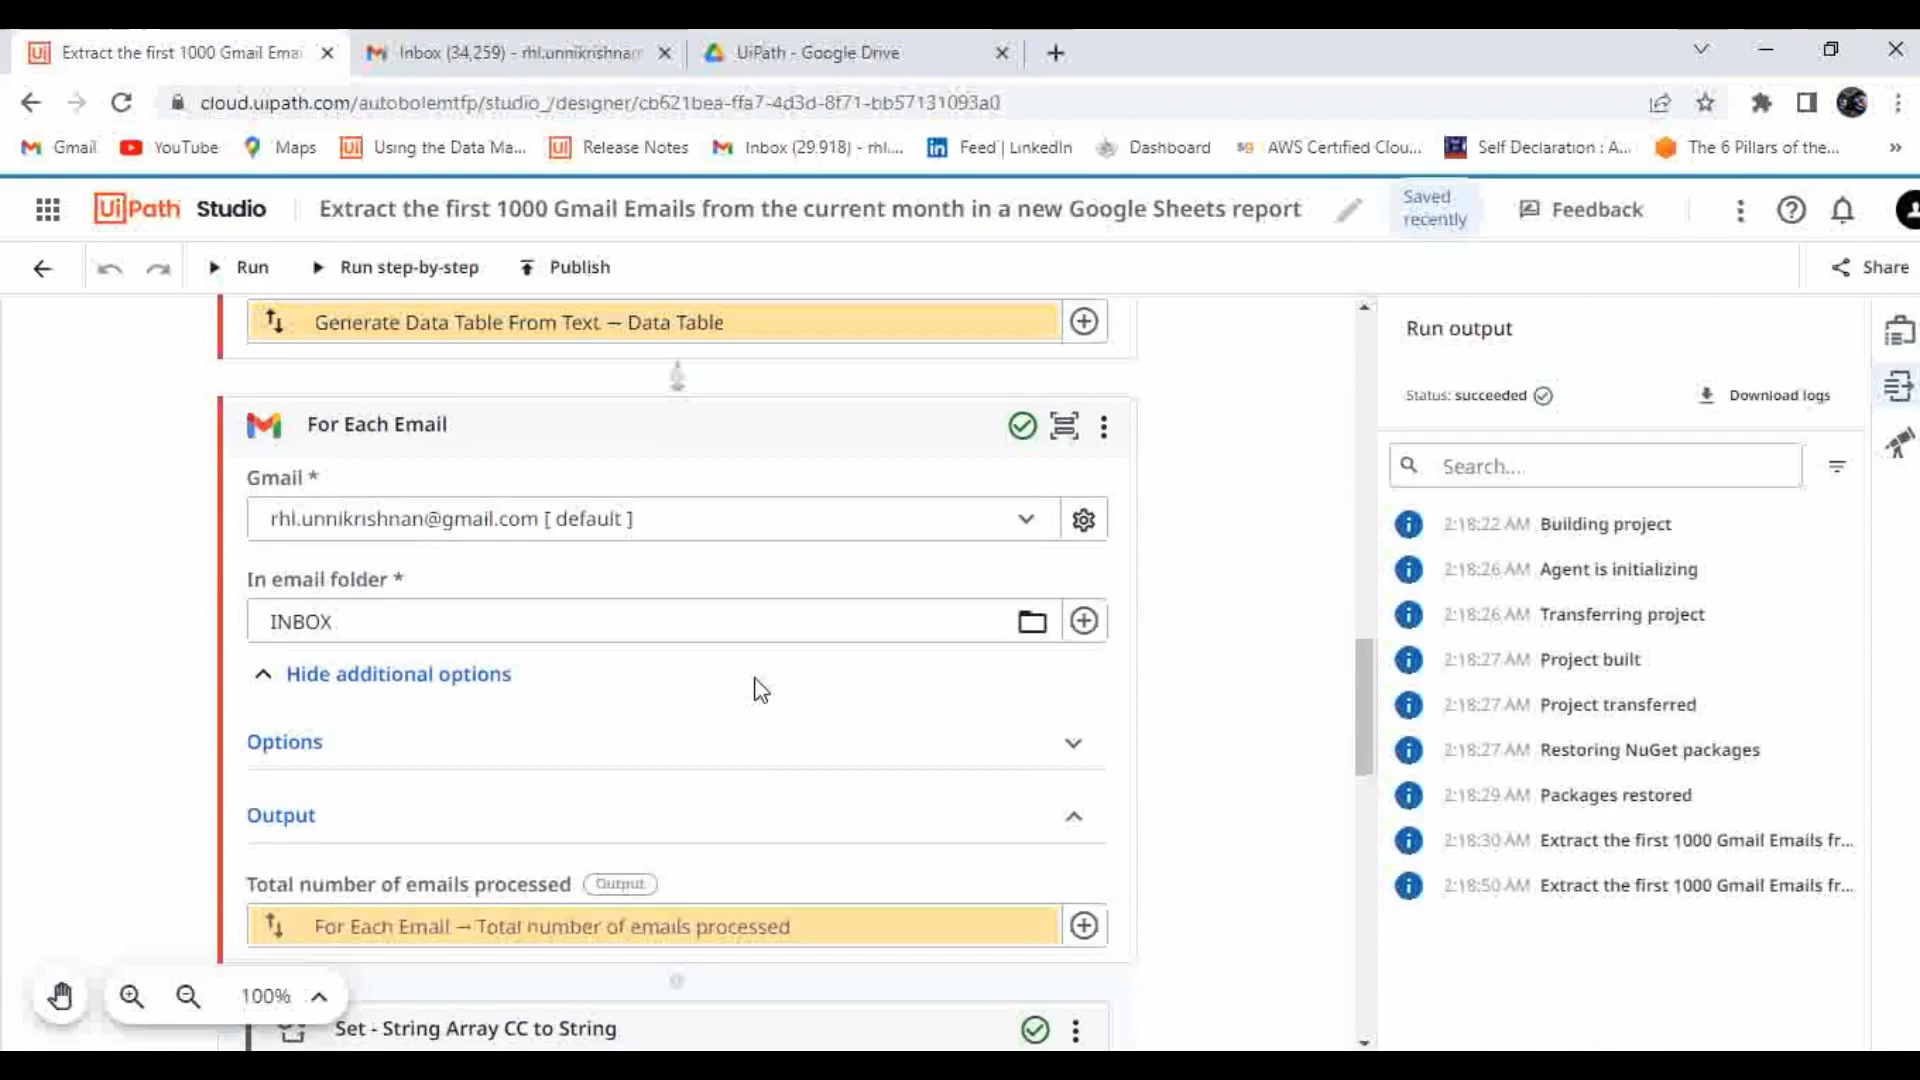 Extract the first 1000 Gmail Emai
Inbox (34,259) - rhl.unnikrishnan
UiPath - Google Drive
cloud.uipath.com/autobolemtfp/studio_/designer/cb621bea-ffa7-4d3d-8f71-bb57131093a0
Gmail
YouTube
Maps
Using the Data Ma...
Release Notes
Inbox (29,918) - rhl....
Feed | LinkedIn
Dashboard
AWS Certified Clou...
Self Declaration : A...
The 6 Pillars of the...
UiPath Studio
Extract the first 1000 Gmail Emails from the current month in a new Google Sheets report
Saved recently
Feedback
Run
Run step-by-step
Publish
Share
Generate Data Table From Text — Data Table
For Each Email
Gmail *
rhl.unnikrishnan@gmail.com [ default ]
In email folder *
INBOX
Hide additional options
Options
Output
Total number of emails processed Output
For Each Email — Total number of emails processed
100%
Set - String Array CC to String
Run output
Status: succeeded
Download logs
Search....
2:18:22 AM Building project
2:18:26 AM Agent is initializing
2:18:26 AM Transferring project
2:18:27 AM Project built
2:18:27 AM Project transferred
2:18:27 AM Restoring NuGet packages
2:18:29 AM Packages restored
2:18:30 AM Extract the first 1000 Gmail Emails fr...
2:18:50 AM Extract the first 1000 Gmail Emails fr...